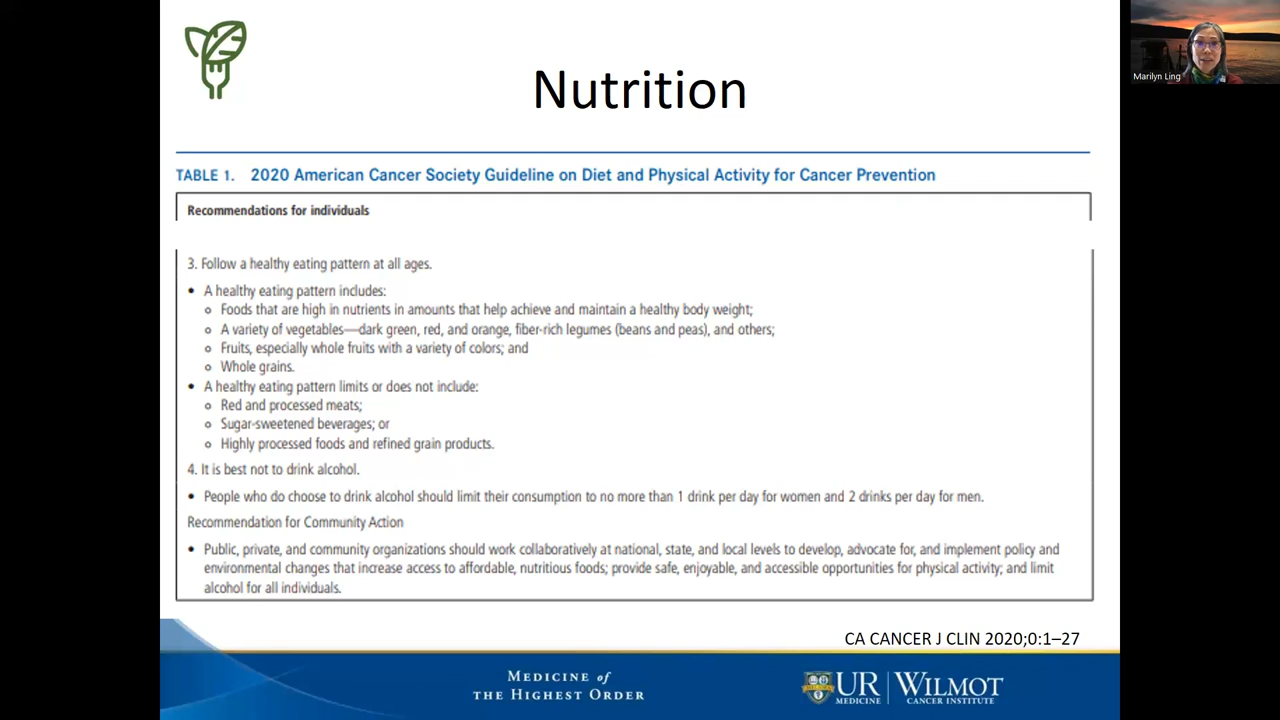 Nutrition
Marilyn Ling
TABLE 1. 2020 American Cancer Society Guideline on Diet and Physical Activity for Cancer Prevention
Recommendations for individuals
3. Follow a healthy eating pattern at all ages.
• A healthy eating pattern includes:
o Foods that are high in nutrients in amounts that help achieve and maintain a healthy body weight;
o A variety of vegetables—dark green, red, and orange, fiber-rich legumes (beans and peas), and others;
o Fruits, especially whole fruits with a variety of colors; and
o Whole grains.
• A healthy eating pattern limits or does not include:
o Red and processed meats;
o Sugar-sweetened beverages; or
o Highly processed foods and refined grain products.
4. It is best not to drink alcohol.
• People who do choose to drink alcohol should limit their consumption to no more than 1 drink per day for women and 2 drinks per day for men.
Recommendation for Community Action
• Public, private, and community organizations should work collaboratively at national, state, and local levels to develop, advocate for, and implement policy and
environmental changes that increase access to affordable, nutritious foods; provide safe, enjoyable, and accessible opportunities for physical activity; and limit
alcohol for all individuals.
CA CANCER J CLIN 2020;0:1–27
MEDICINE of
THE HIGHEST ORDER
UR
MEDICINE
WILMOT
CANCER INSTITUTE